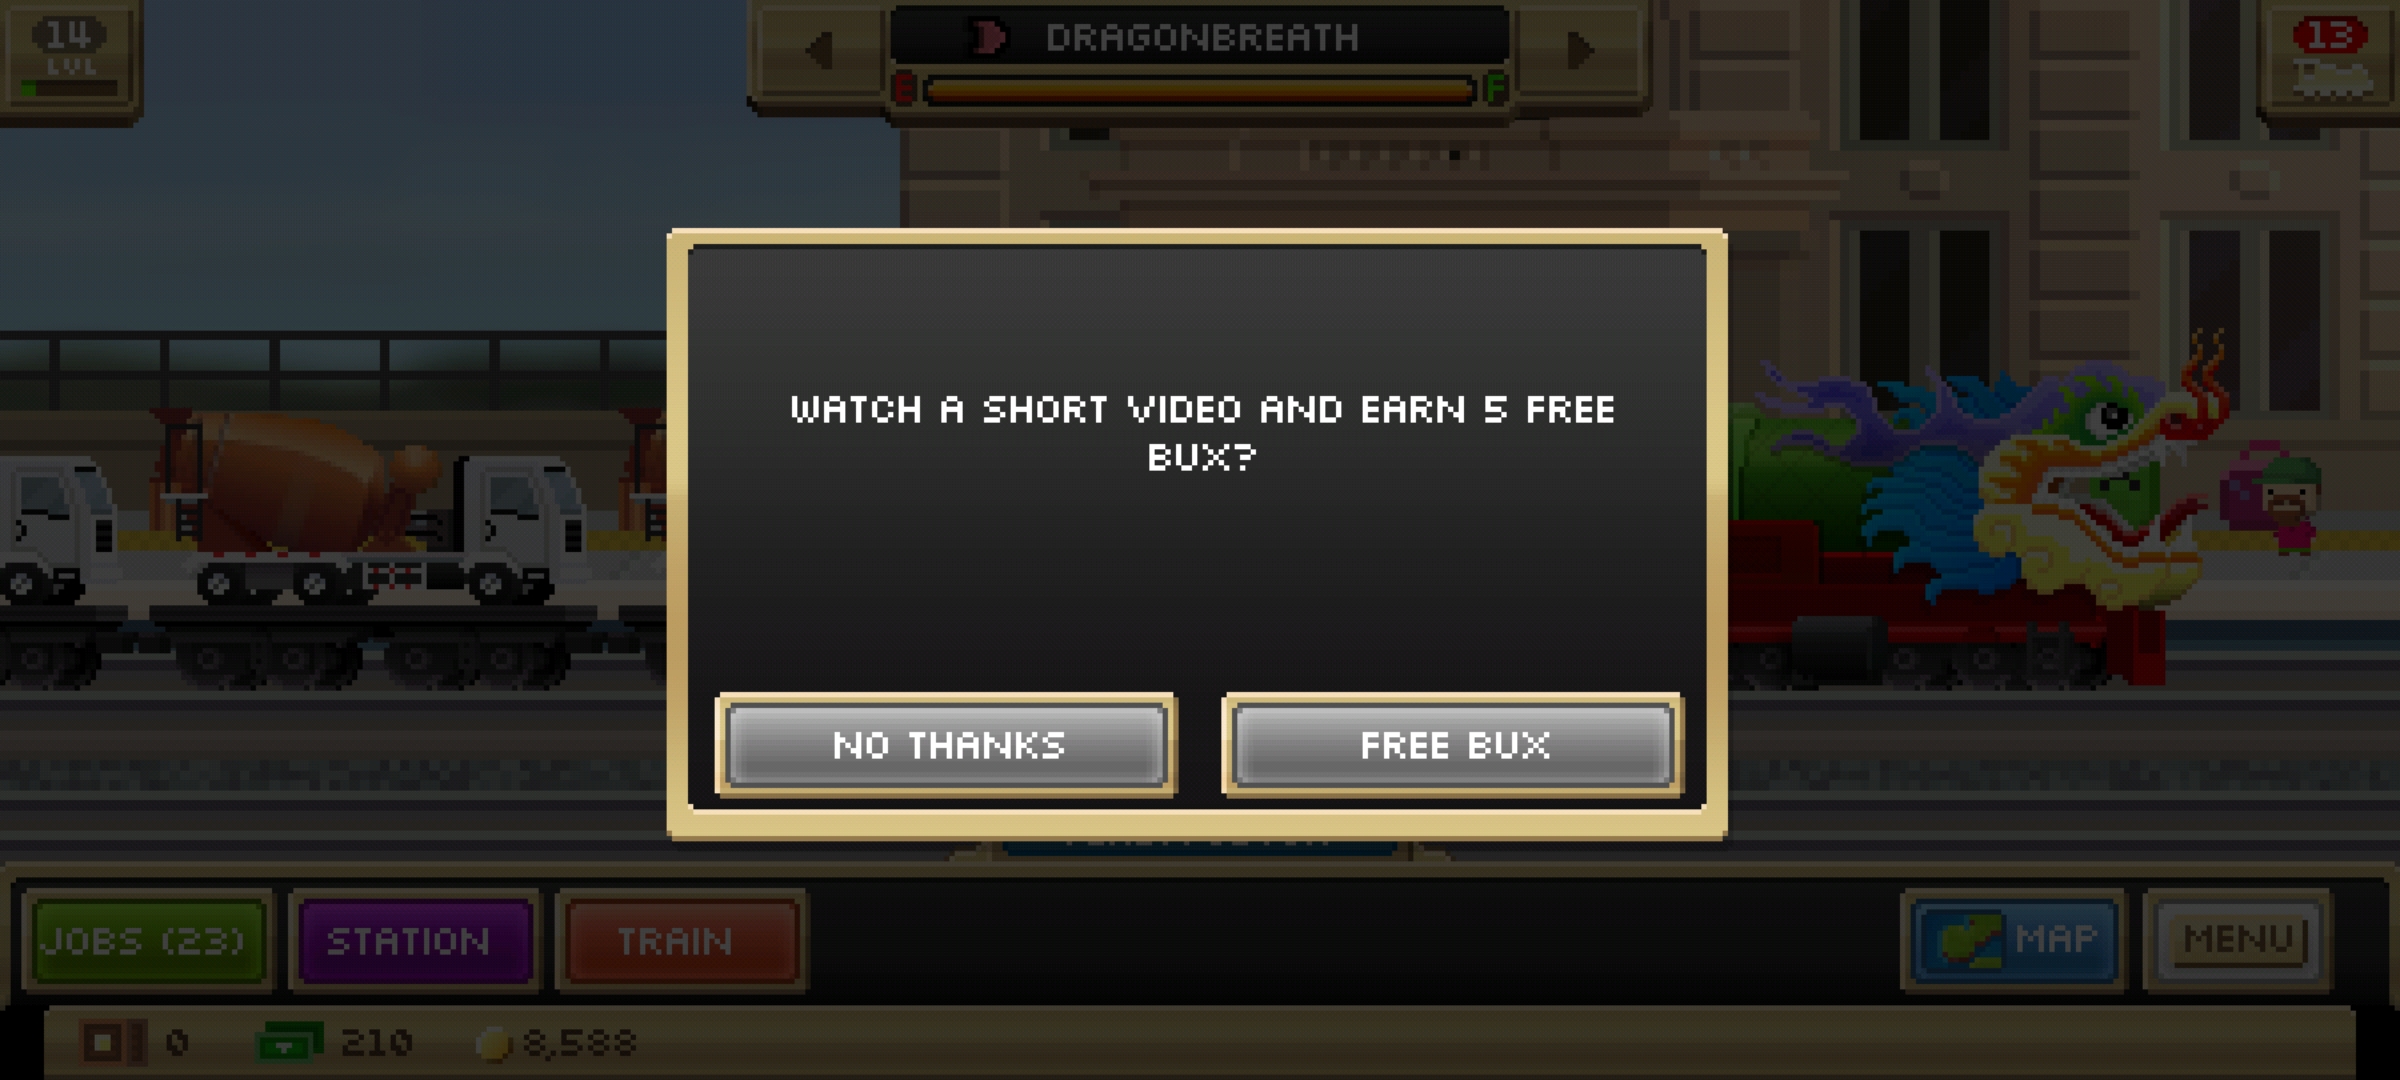 14
LVL
DRAGONBREATH
E F
13
WATCH A SHORT VIDEO AND EARN 5 FREE
BUX?
NO THANKS
FREE BUX
JOBS (23)
STATION
TRAIN
MAP
MENU
0
210
8,588